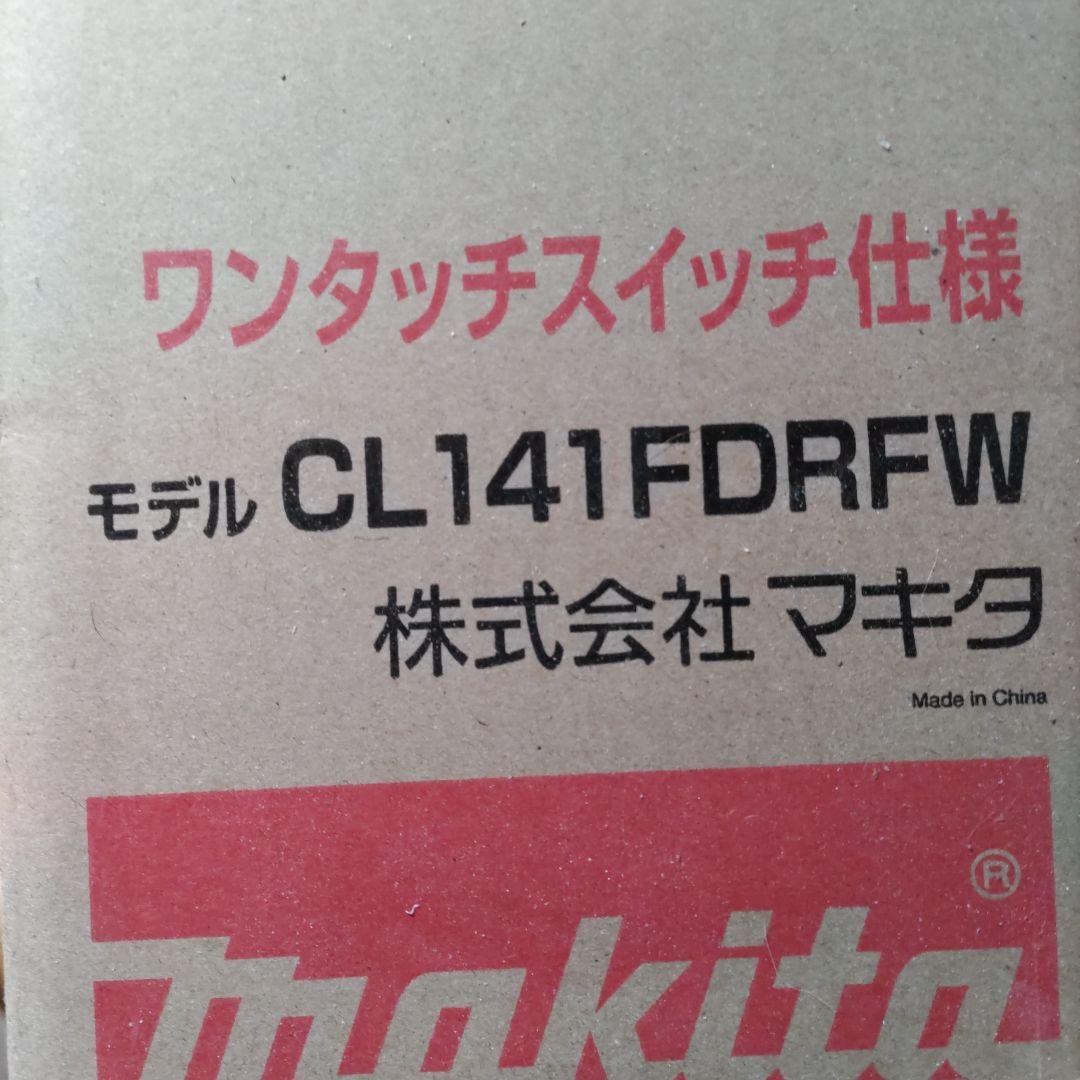 ワンタッチスイッチ仕様
モデル CL141FDRFW
株式会社 マキタ
Made in China
makita ®